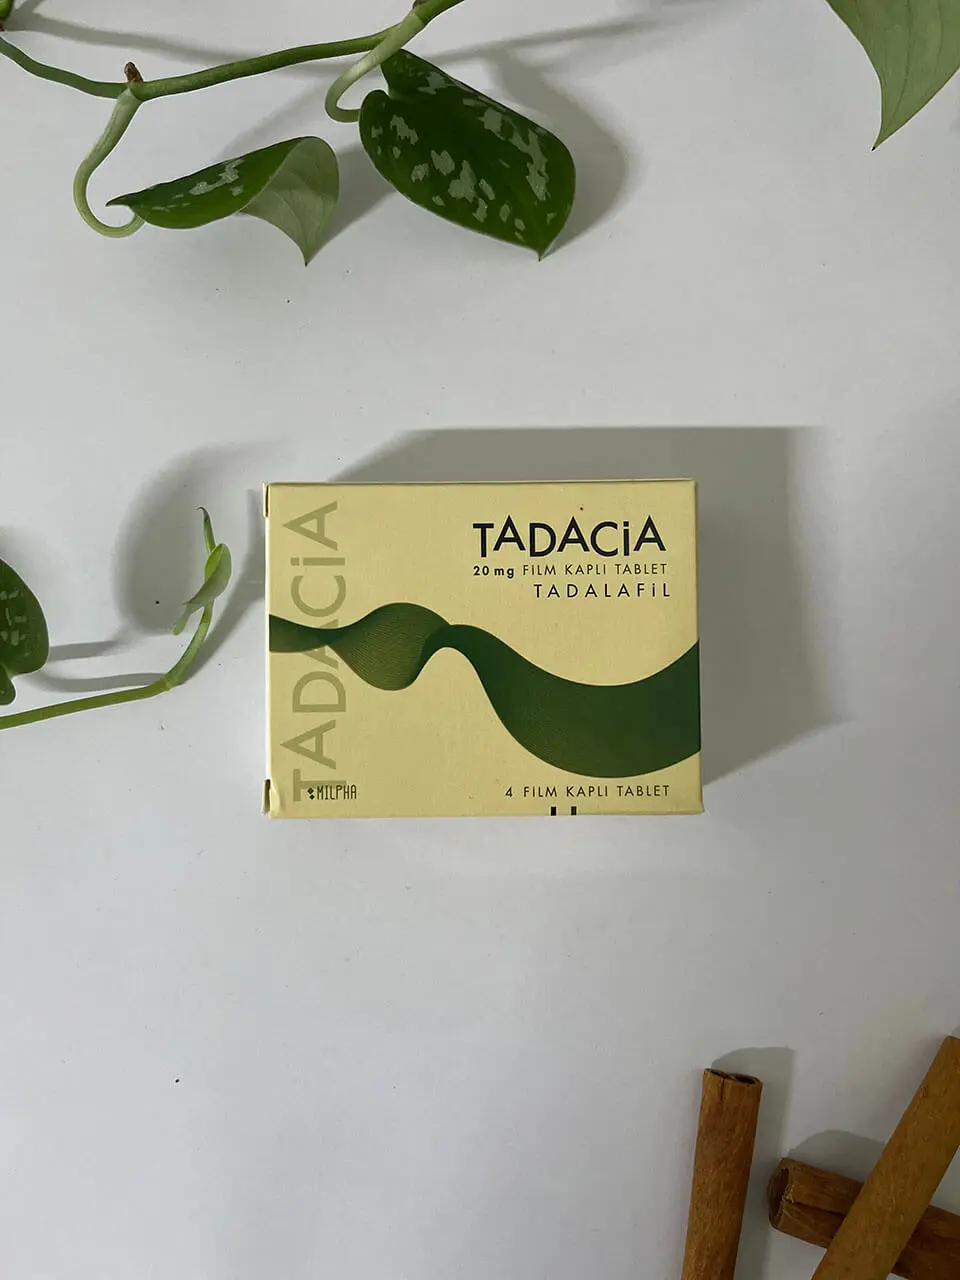 TADACiA
TADACiA
20 mg FiLM KAPLI TABLET
TADALAFiL
MILPHA
4 FiLM KAPLI TABLET